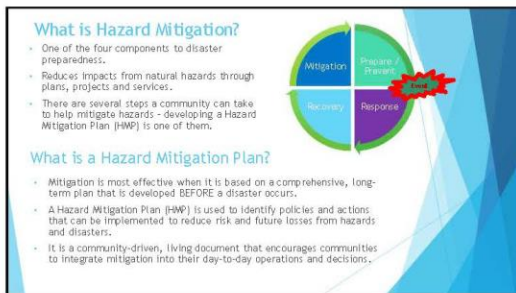 What is Hazard Mitigation?
• One of the four components to disaster
preparedness.
• Reduces impacts from natural hazards through
plans, projects and services.
• There are several steps a community can take
to help mitigate hazards – developing a Hazard
Mitigation Plan (HMP) is one of them.
Mitigation
Prepare /
Prevent
Recovery
Response
What is a Hazard Mitigation Plan?
• Mitigation is most effective when it is based on a comprehensive, long-
term plan that is developed BEFORE a disaster occurs.
• A Hazard Mitigation Plan (HMP) is used to identify policies and actions
that can be implemented to reduce risk and future losses from hazards
and disasters.
• It is a community-driven, living document that encourages communities
to integrate mitigation into their day-to-day operations and decisions.